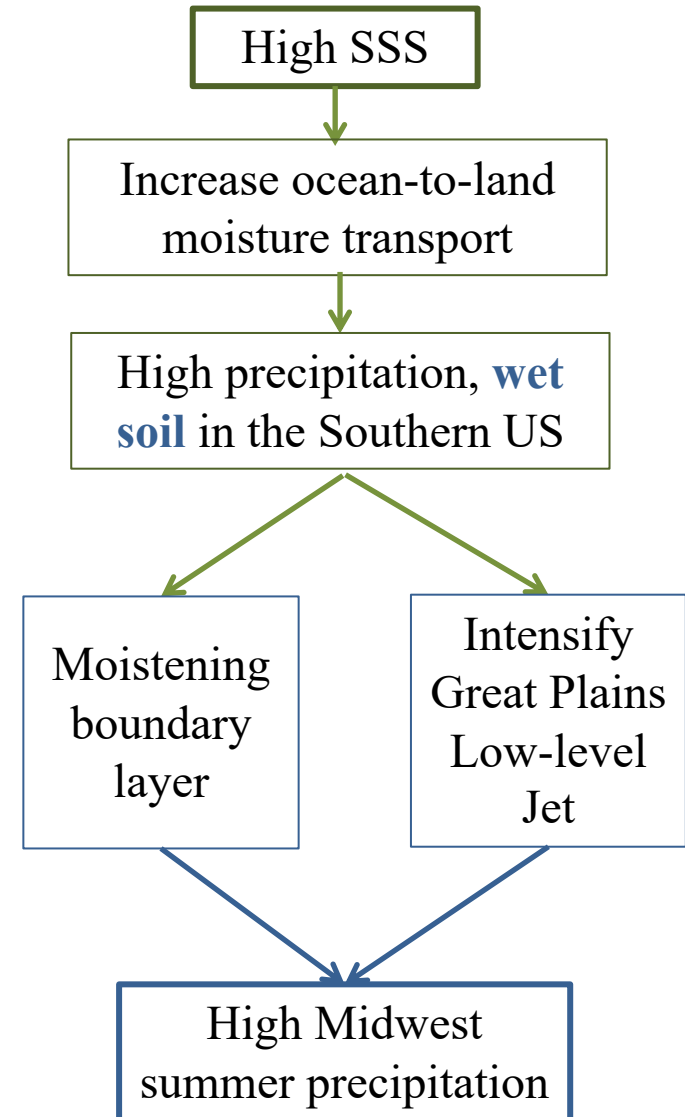 High SSS
Increase ocean-to-land
moisture transport
High precipitation, wet
soil in the Southern US
Moistening
boundary
layer
Intensify
Great Plains
Low-level
Jet
High Midwest
summer precipitation